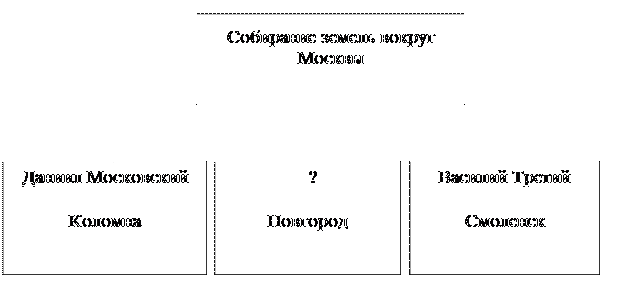 Собирание земель вокруг
Москвы
Даниил Московский
?
Василий Третий
Коломна
Новгород
Смоленск